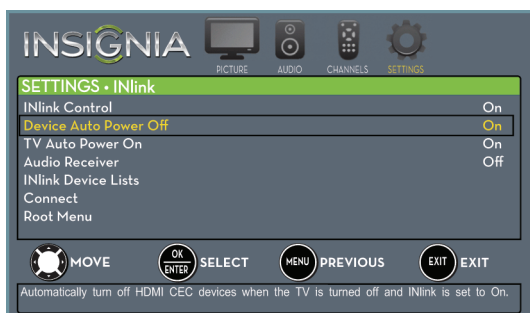 INSIGNIA
PICTURE AUDIO CHANNELS SETTINGS
SETTINGS • INlink
INlink Control On
Device Auto Power Off On
TV Auto Power On On
Audio Receiver Off
INlink Device Lists
Connect
Root Menu
MOVE OK ENTER SELECT MENU PREVIOUS EXIT EXIT
Automatically turn off HDMI CEC devices when the TV is turned off and INlink is set to On.